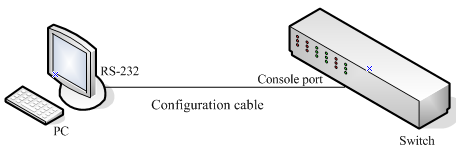 RS-232
Console port
Configuration cable
PC
Switch